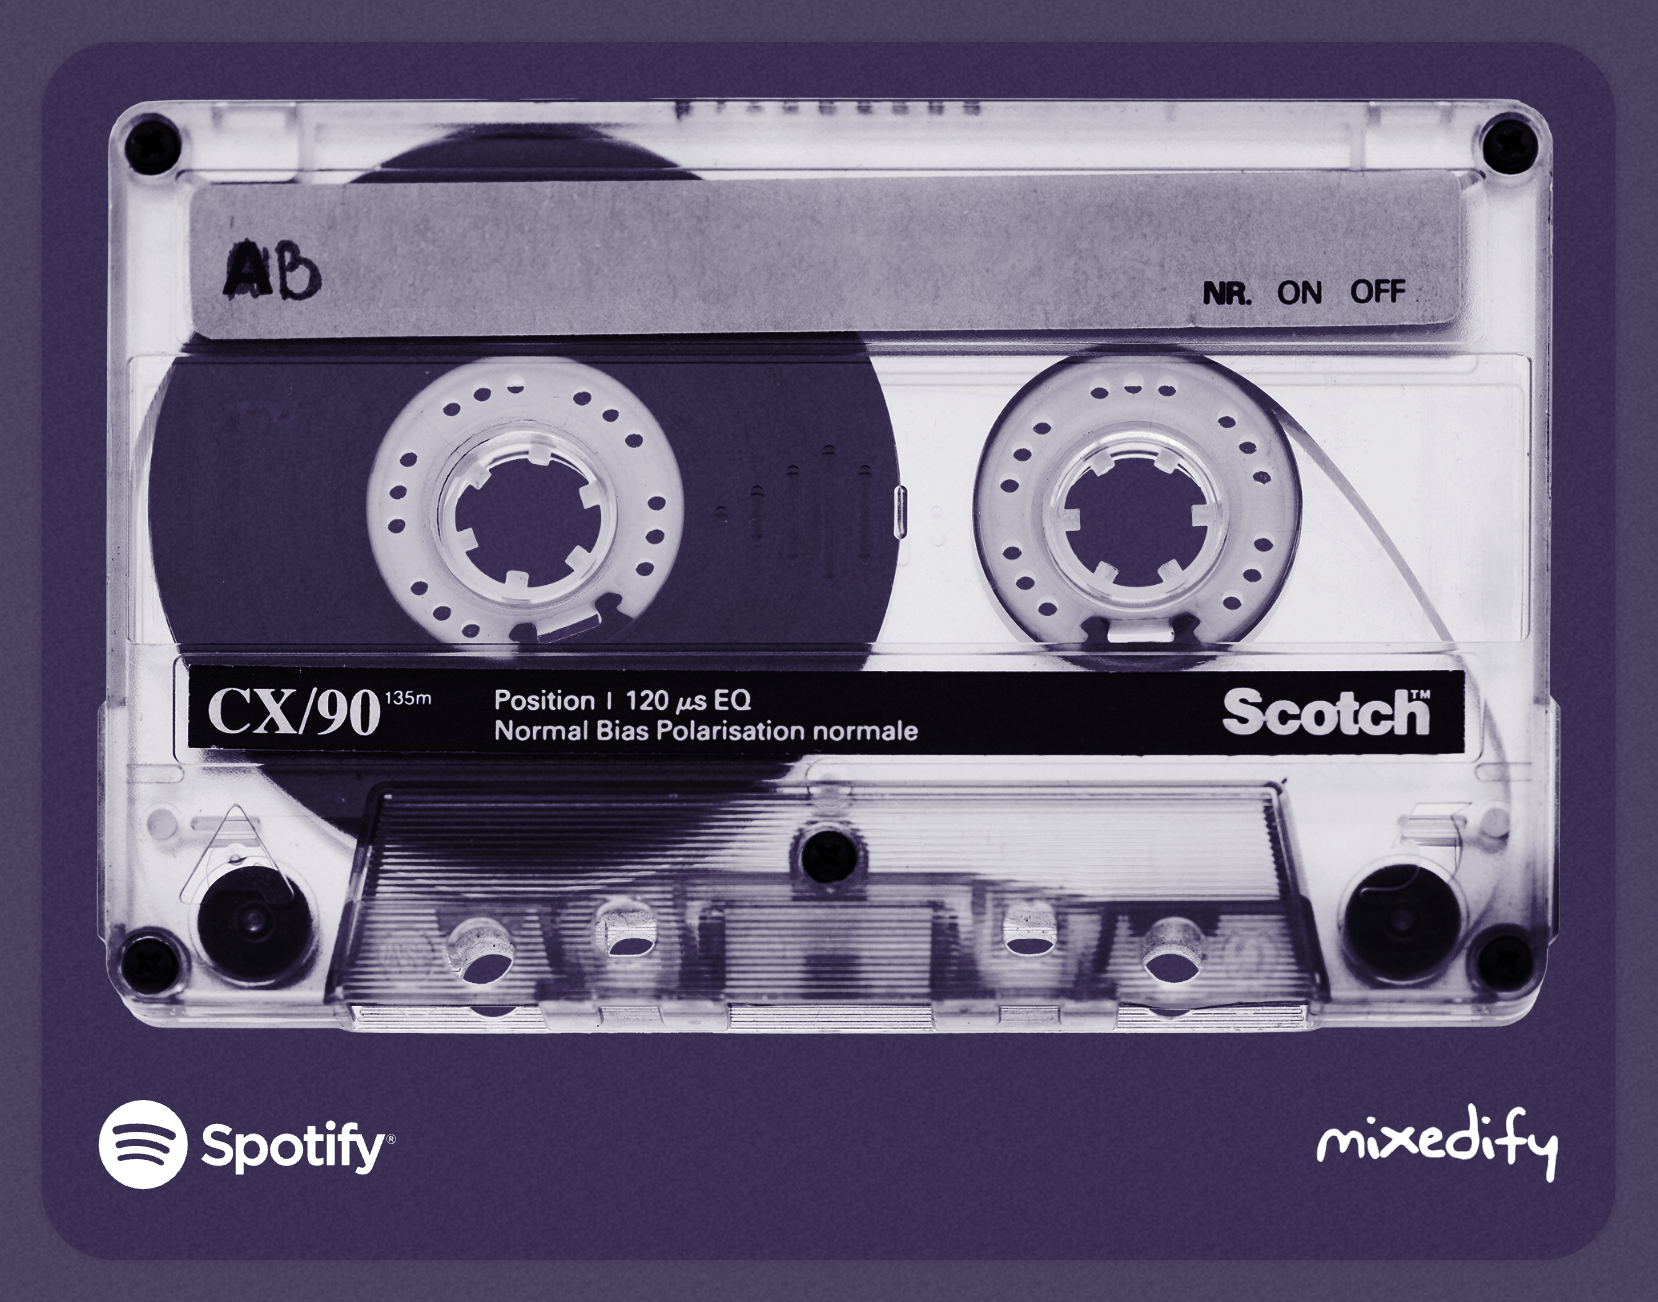 AB
NR. ON OFF
CX/90 135m
Position I 120 µs EQ
Normal Bias Polarisation normale
Scotch™
Spotify®
mixedify